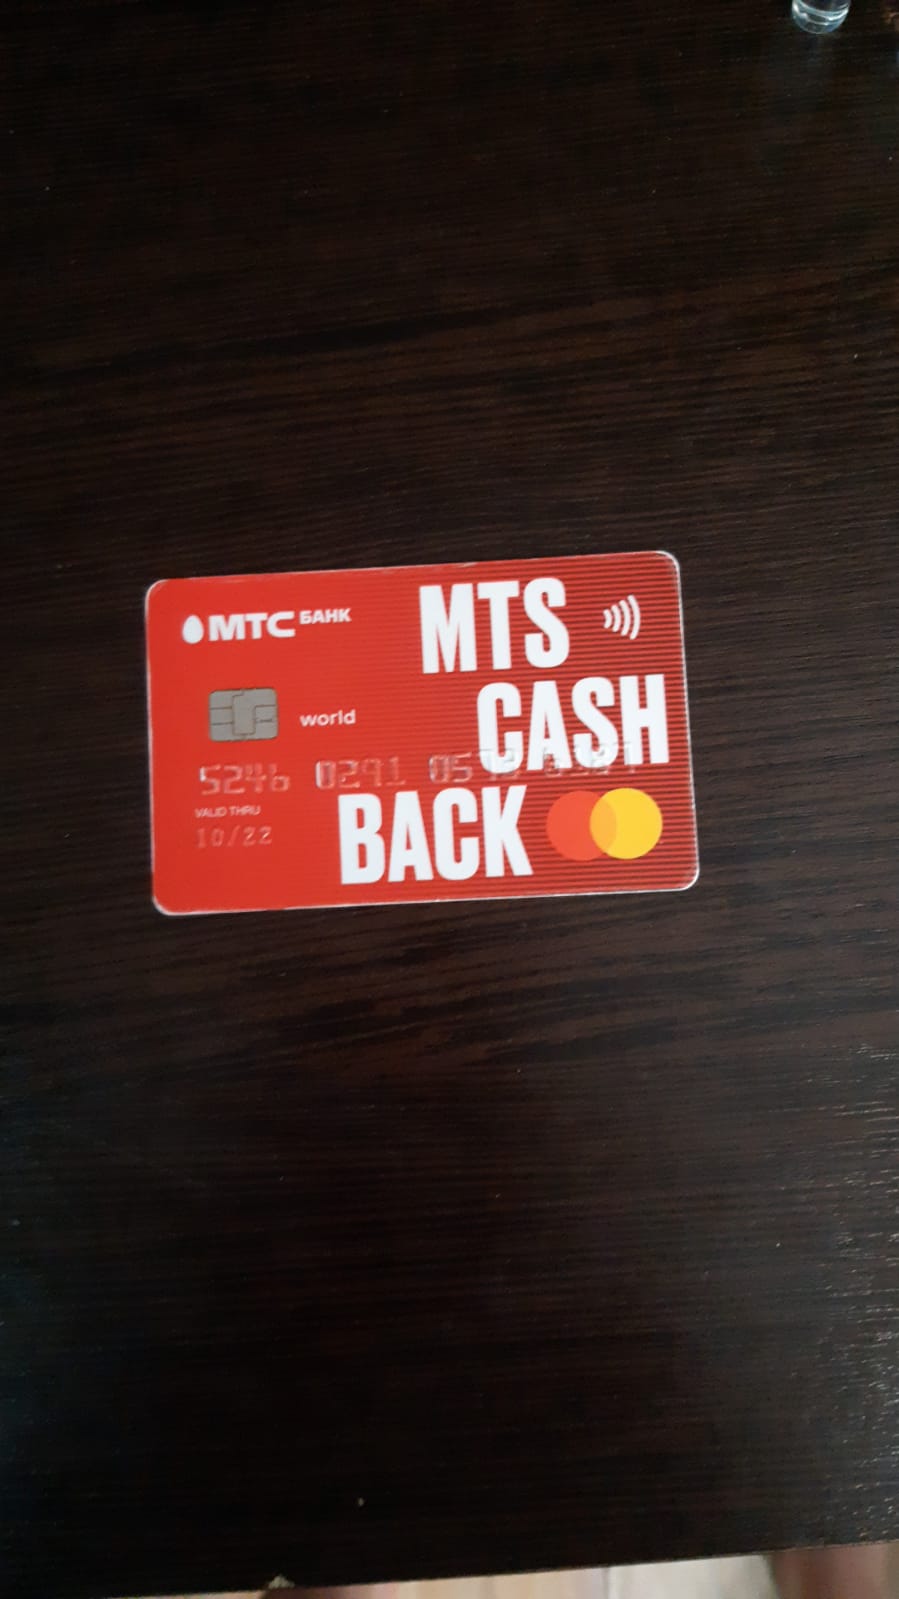 МТС БАНК
MTS
CASH
BACK
world
5246 0291
VALID THRU
10/22